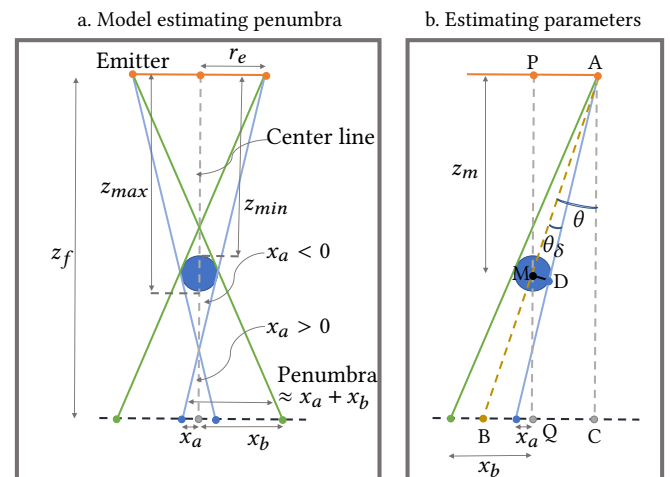 a. Model estimating penumbra
Emitter
r_e
Center line
z_max
z_min
z_f
x_a < 0
x_a > 0
Penumbra
≈ x_a + x_b
x_a
x_b
b. Estimating parameters
P
A
z_m
θ
θ_δ
M
D
B
x_a
Q
C
x_b